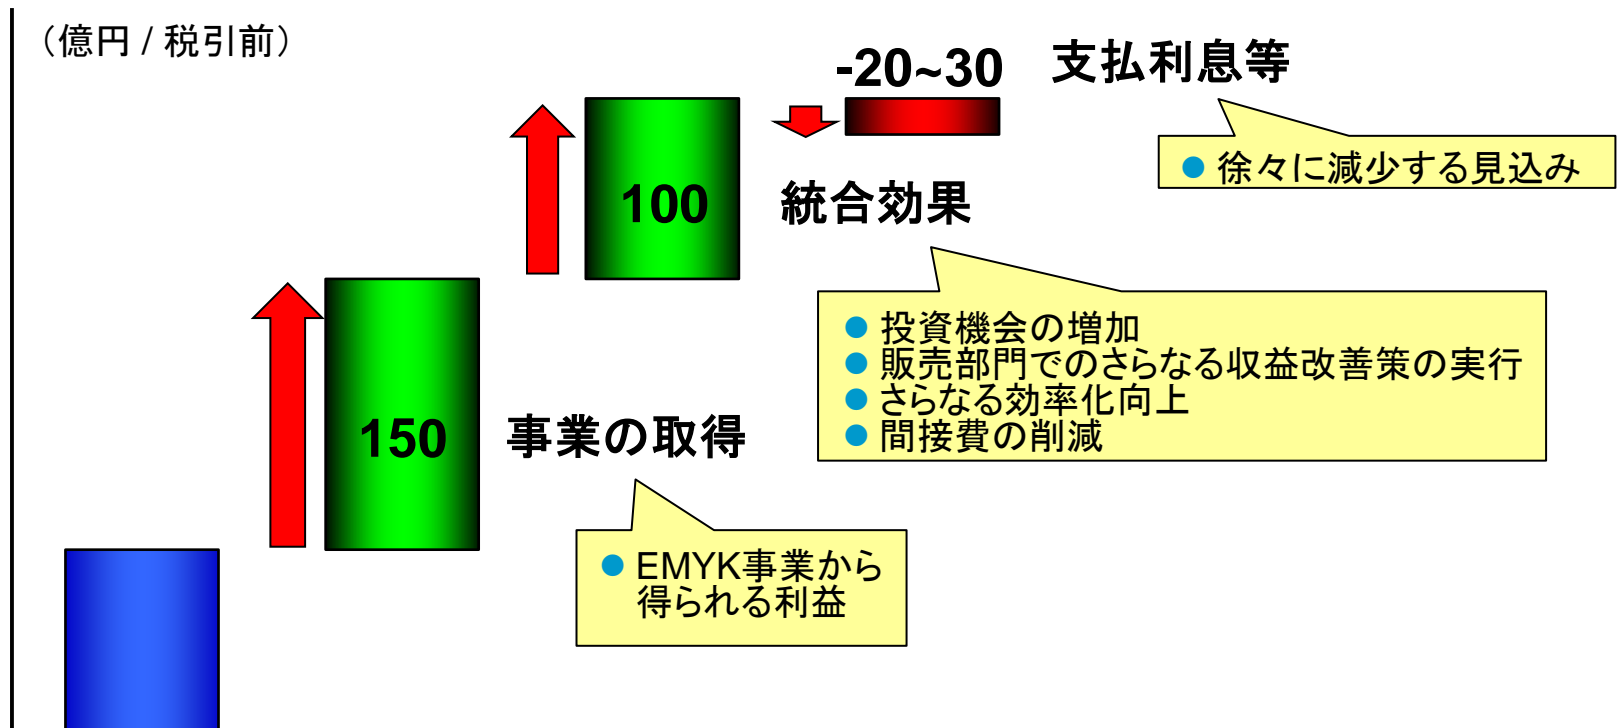 （億円 / 税引前）
-20~30
支払利息等
徐々に減少する見込み
100
統合効果
投資機会の増加
販売部門でのさらなる収益改善策の実行
さらなる効率化向上
間接費の削減
150
事業の取得
EMYK事業から
得られる利益